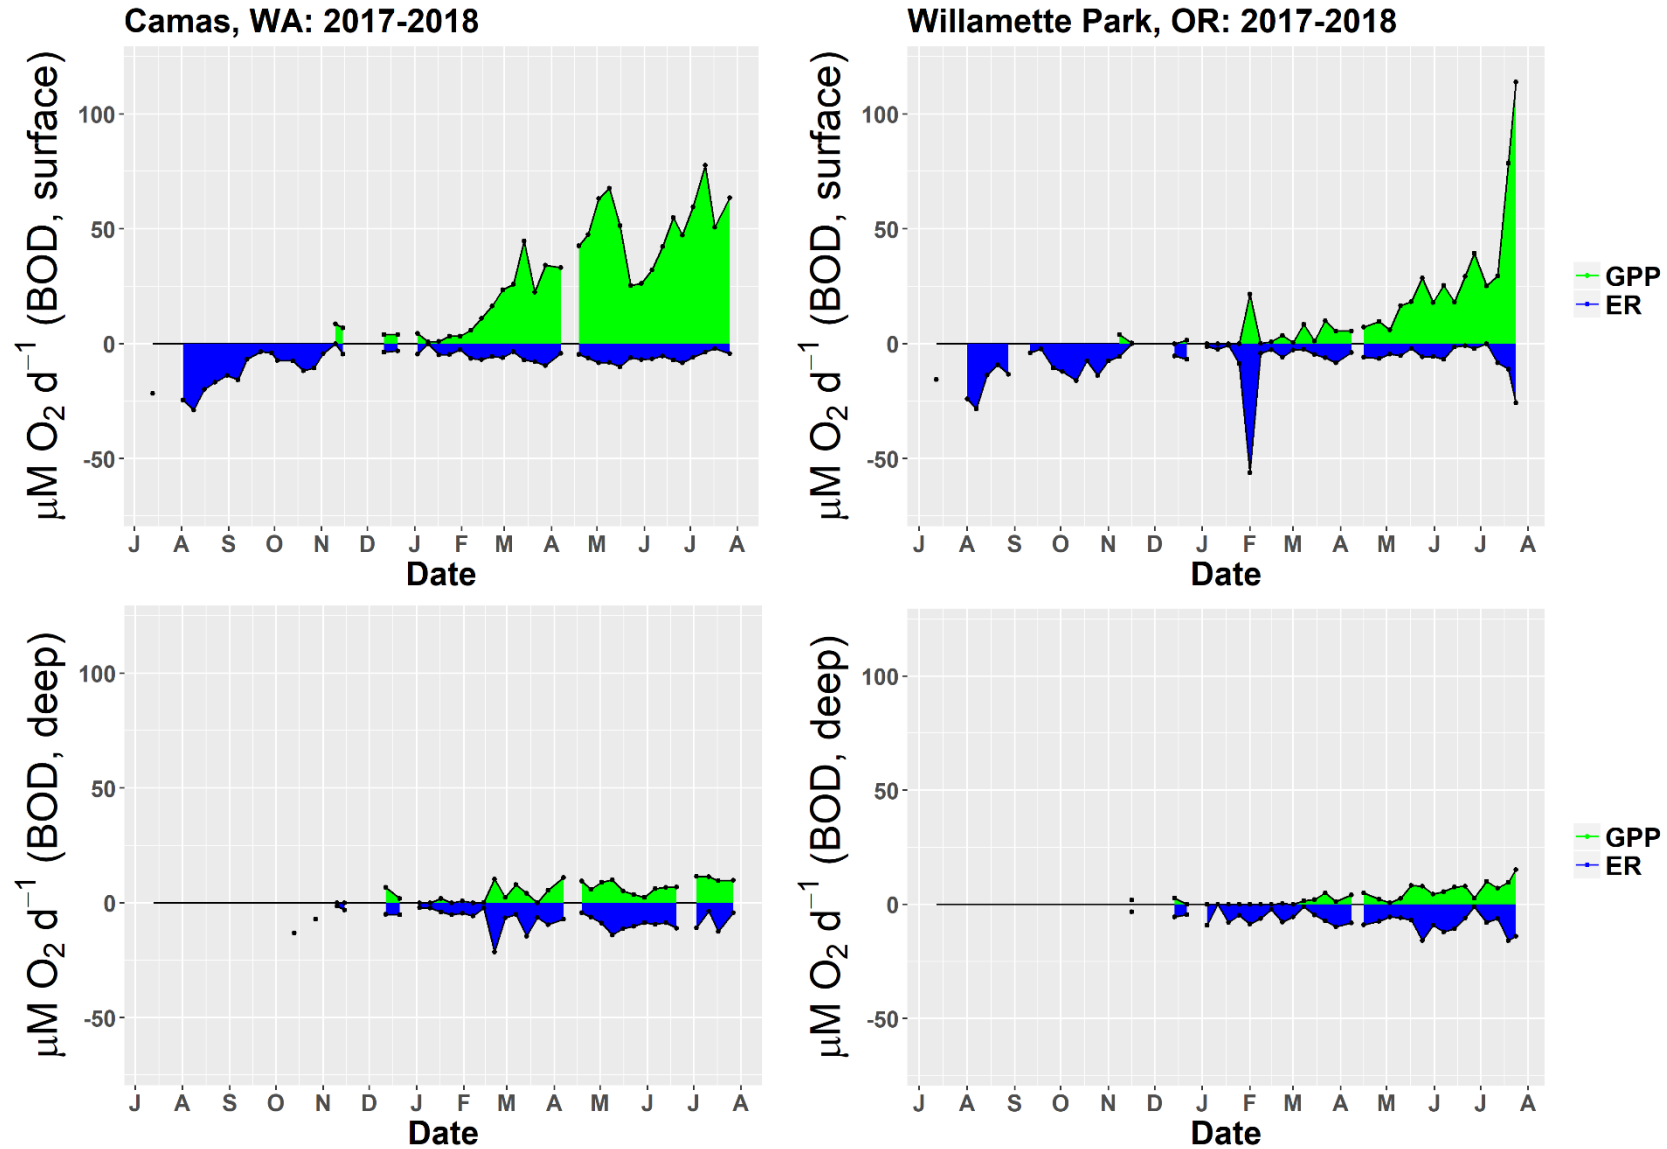 Camas, WA: 2017-2018
μM O₂ d⁻¹ (BOD, surface)
100
50
0
-50
J A S O N D J F M A M J J A
Date
Willamette Park, OR: 2017-2018
μM O₂ d⁻¹ (BOD, surface)
100
50
0
-50
J A S O N D J F M A M J J A
Date
GPP
ER
μM O₂ d⁻¹ (BOD, deep)
100
50
0
-50
J A S O N D J F M A M J J A
Date
μM O₂ d⁻¹ (BOD, deep)
100
50
0
-50
J A S O N D J F M A M J J A
Date
GPP
ER